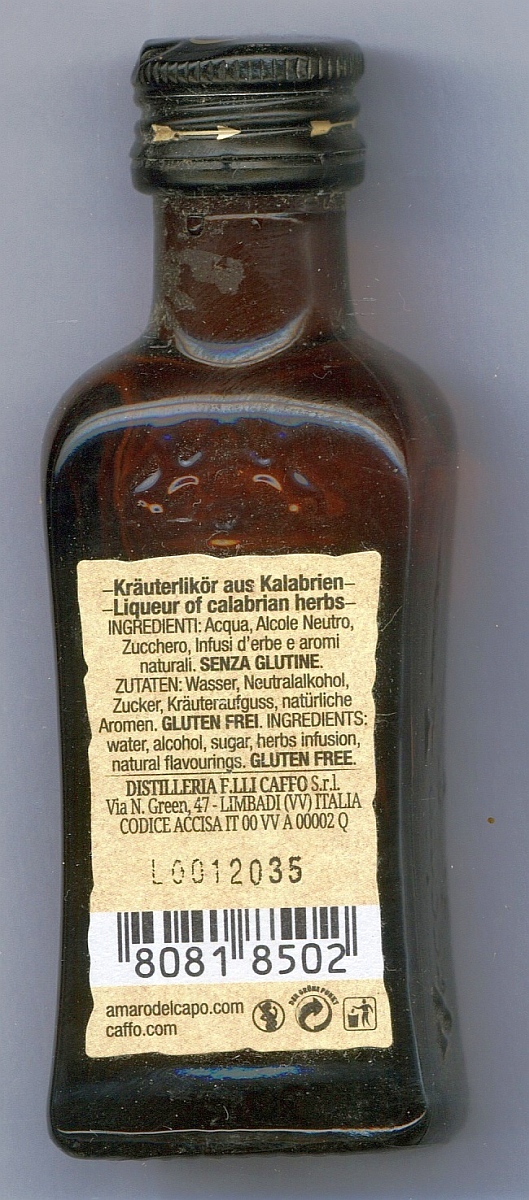 –Kräuterlikör aus Kalabrien–
–Liqueur of calabrian herbs–
INGREDIENTI: Acqua, Alcole Neutro,
Zucchero, Infusi d'erbe e aromi
naturali. SENZA GLUTINE.
ZUTATEN: Wasser, Neutralalkohol,
Zucker, Kräuteraufguss, natürliche
Aromen. GLUTEN FREI. INGREDIENTS:
water, alcohol, sugar, herbs infusion,
natural flavourings. GLUTEN FREE.
DISTILLERIA F.LLI CAFFO S.r.l.
Via N. Green, 47 - LIMBADI (VV) ITALIA
CODICE ACCISA IT 00 VV A 00002 Q
L0012035
8081 8502
amarodelcapo.com
caffo.com
DER GRÜNE PUNKT